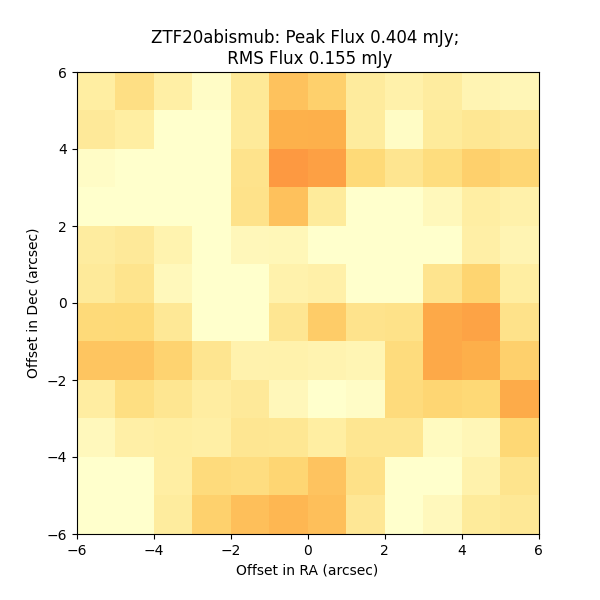 ZTF20abismub: Peak Flux 0.404 mJy;
RMS Flux 0.155 mJy
6
4
2
0
−2
−4
−6
Offset in Dec (arcsec)
−6 −4 −2 0 2 4 6
Offset in RA (arcsec)